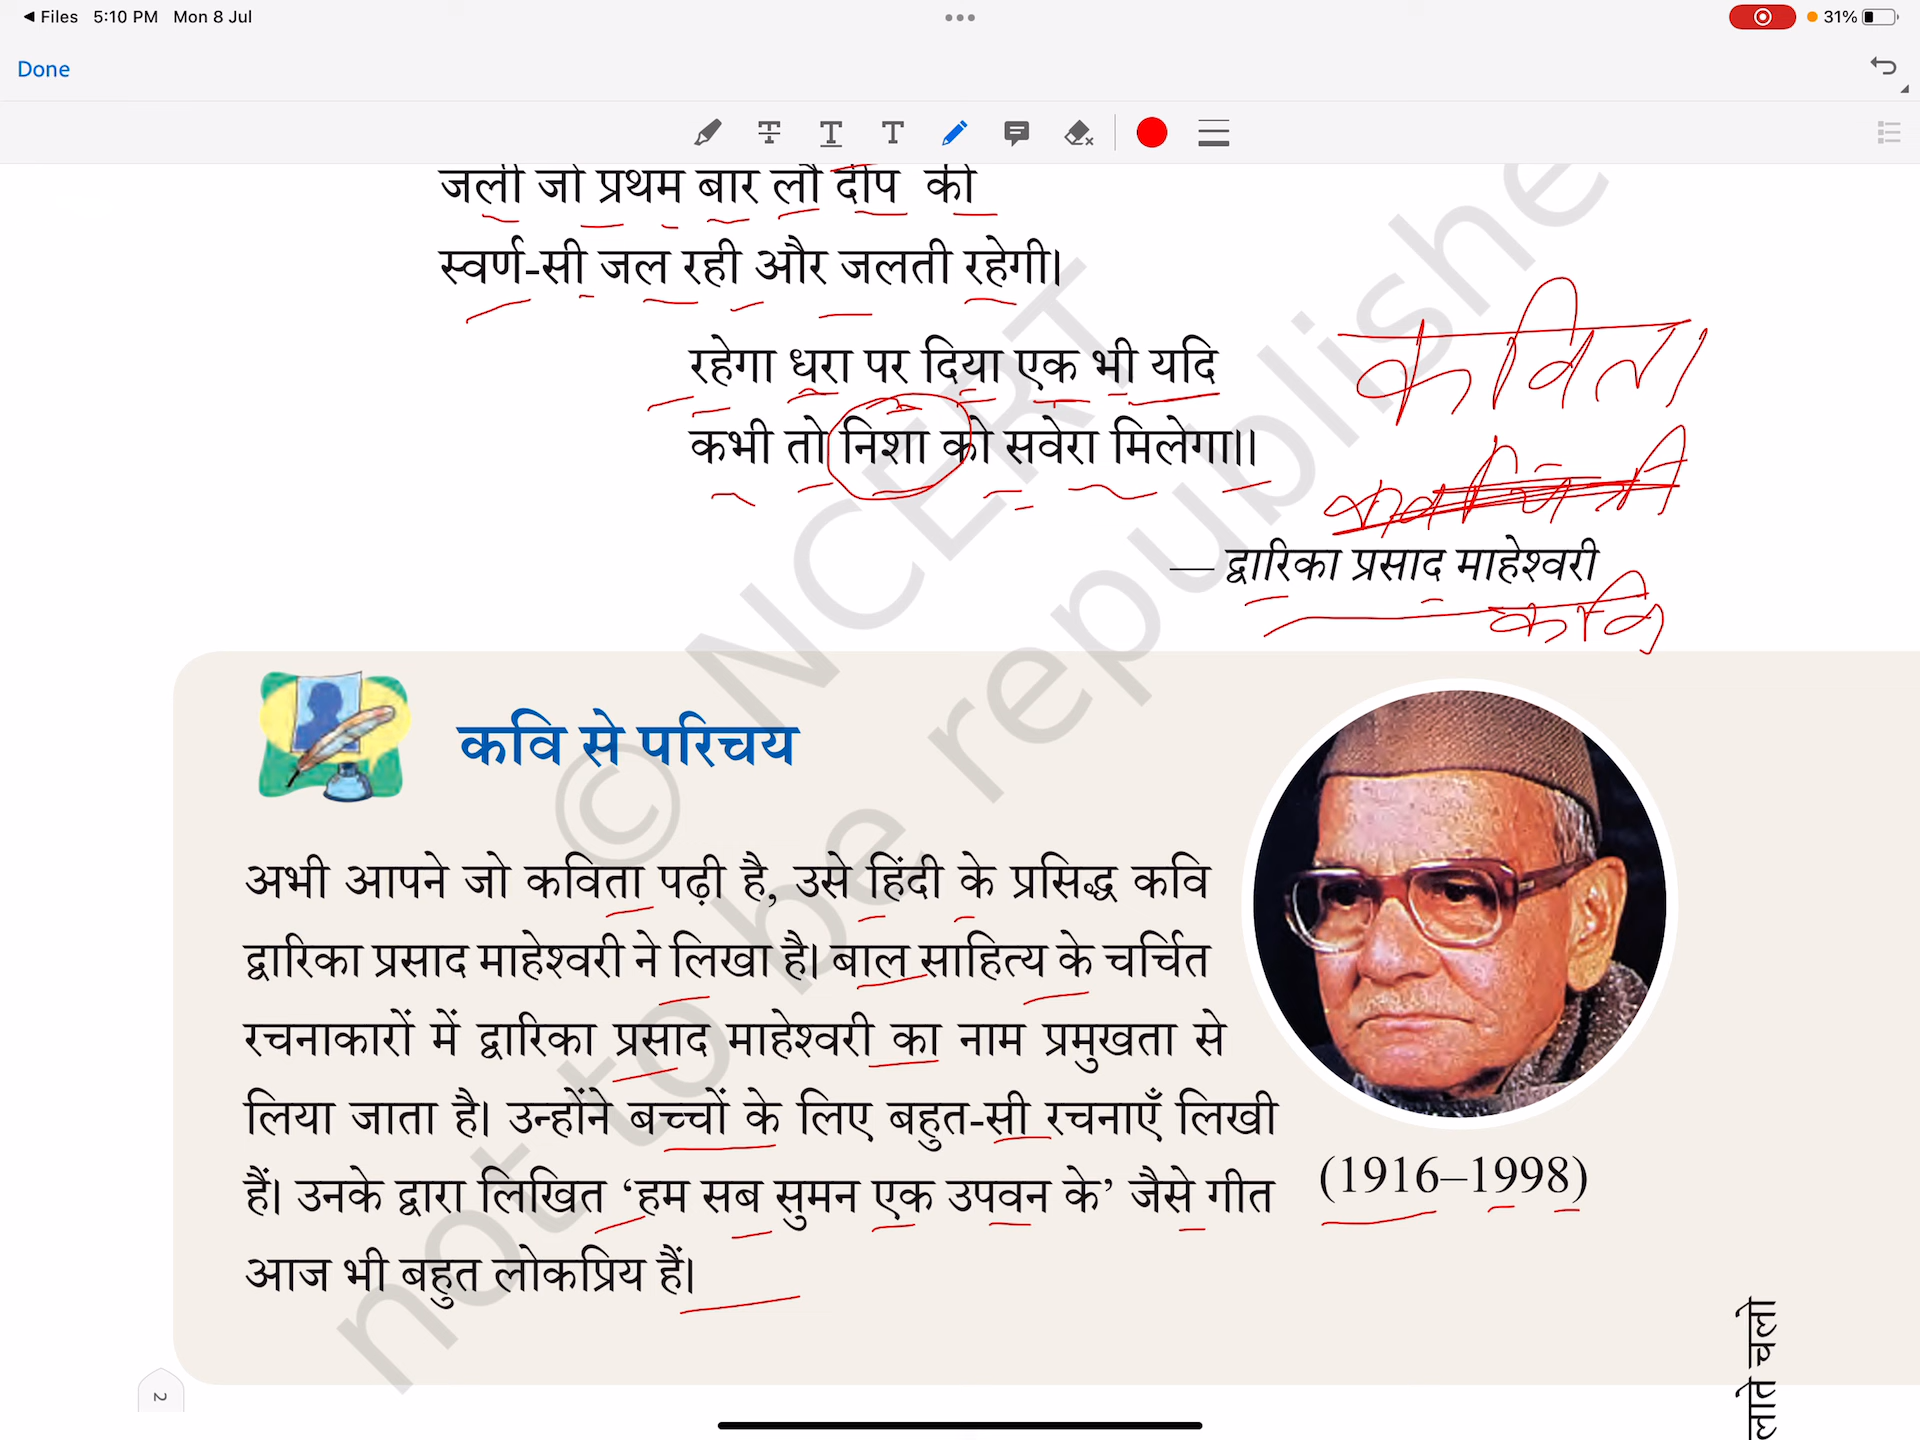 Files 5:10 PM Mon 8 Jul
31%
Done
जली जो प्रथम बार लौ दीप की
स्वर्ण-सी जल रही और जलती रहेगी।
रहेगा धरा पर दिया एक भी यदि
कभी तो निशा को सवेरा मिलेगा।।
कविता
— द्वारिका प्रसाद माहेश्वरी
कवि
कवि से परिचय
अभी आपने जो कविता पढ़ी है, उसे हिंदी के प्रसिद्ध कवि
द्वारिका प्रसाद माहेश्वरी ने लिखा है। बाल साहित्य के चर्चित
रचनाकारों में द्वारिका प्रसाद माहेश्वरी का नाम प्रमुखता से
लिया जाता है। उन्होंने बच्चों के लिए बहुत-सी रचनाएँ लिखी
हैं। उनके द्वारा लिखित ‘हम सब सुमन एक उपवन के’ जैसे गीत
आज भी बहुत लोकप्रिय हैं।
(1916–1998)
लाते चलो
2
© NCERT
not to be republishe